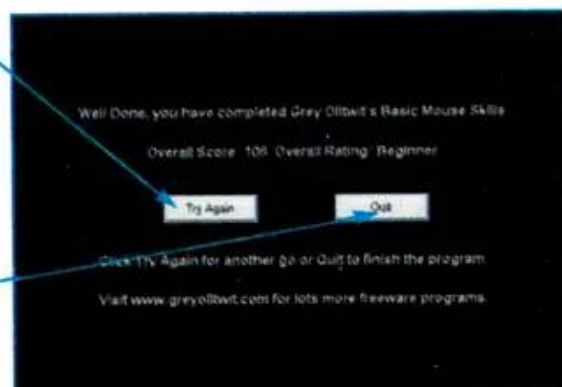 Well Done, you have completed Grey Olltwit's Basic Mouse Skills
Overall Score 108 Overall Rating Beginner
Try Again
Quit
Click Try Again for another go or Quit to finish the program.
Visit www.greyolltwit.com for lots more freeware programs.